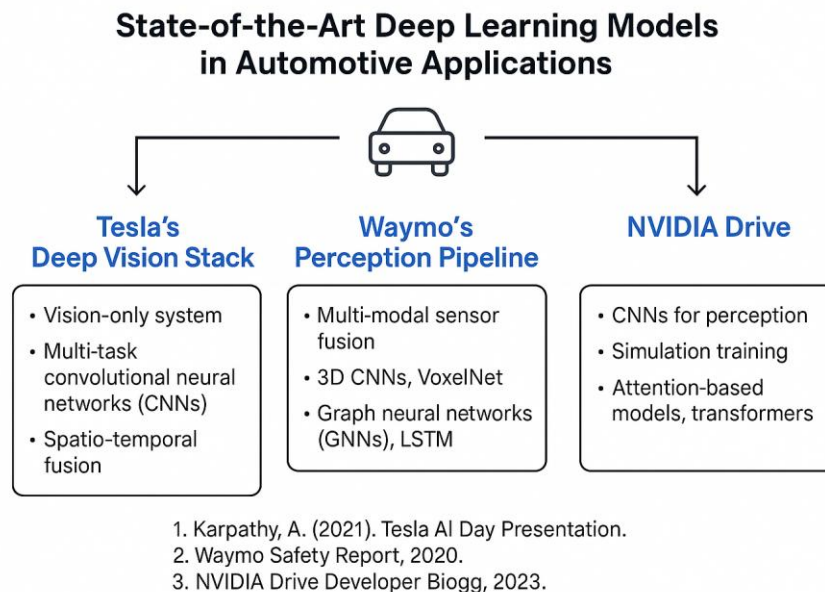 State-of-the-Art Deep Learning Models
in Automotive Applications
Tesla's
Deep Vision Stack
• Vision-only system
• Multi-task
convolutional neural
networks (CNNs)
• Spatio-temporal
fusion
Waymo's
Perception Pipeline
• Multi-modal sensor
fusion
• 3D CNNs, VoxelNet
• Graph neural networks
(GNNs), LSTM
NVIDIA Drive
• CNNs for perception
• Simulation training
• Attention-based
models, transformers
1. Karpathy, A. (2021). Tesla AI Day Presentation.
2. Waymo Safety Report, 2020.
3. NVIDIA Drive Developer Biogg, 2023.